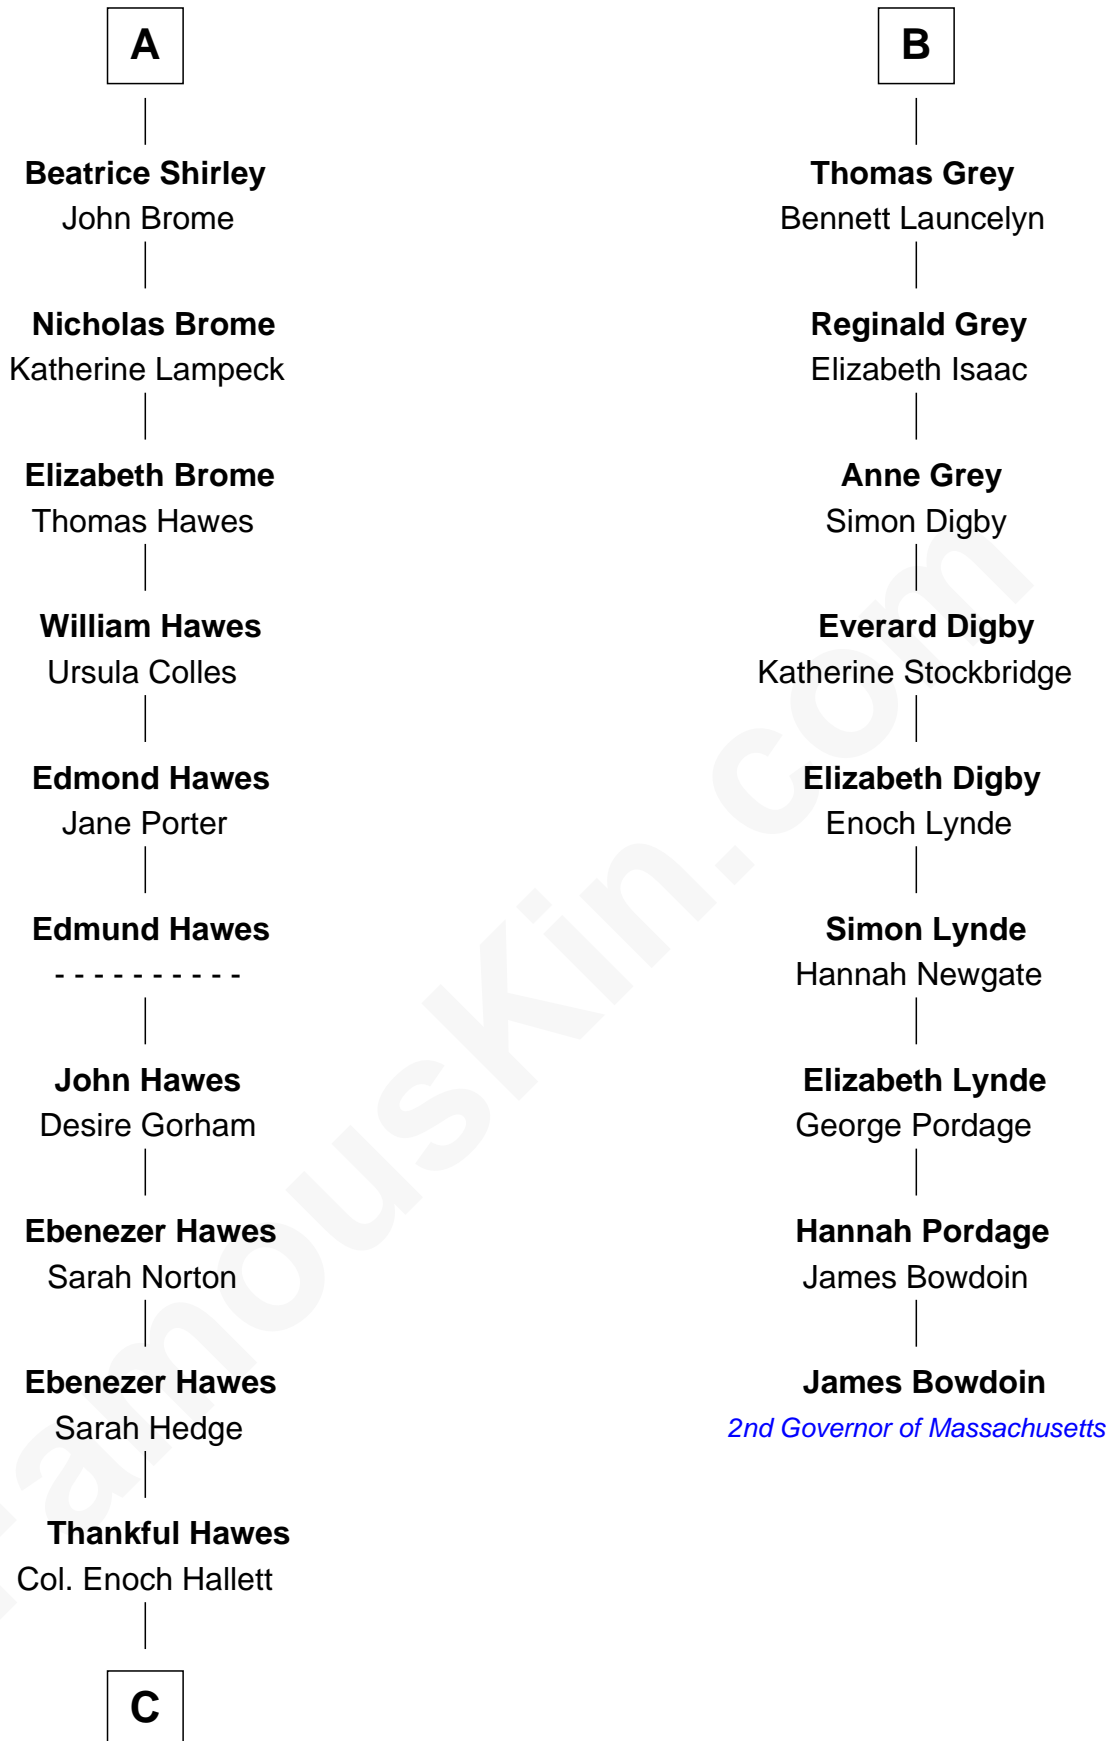 A
Beatrice Shirley
John Brome
Nicholas Brome
Katherine Lampeck
Elizabeth Brome
Thomas Hawes
William Hawes
Ursula Colles
Edmond Hawes
Jane Porter
Edmund Hawes
- - - - - - - - - -
John Hawes
Desire Gorham
Ebenezer Hawes
Sarah Norton
Ebenezer Hawes
Sarah Hedge
Thankful Hawes
Col. Enoch Hallett
C
B
Thomas Grey
Bennett Launcelyn
Reginald Grey
Elizabeth Isaac
Anne Grey
Simon Digby
Everard Digby
Katherine Stockbridge
Elizabeth Digby
Enoch Lynde
Simon Lynde
Hannah Newgate
Elizabeth Lynde
George Pordage
Hannah Pordage
James Bowdoin
James Bowdoin
2nd Governor of Massachusetts
FamousKin.com